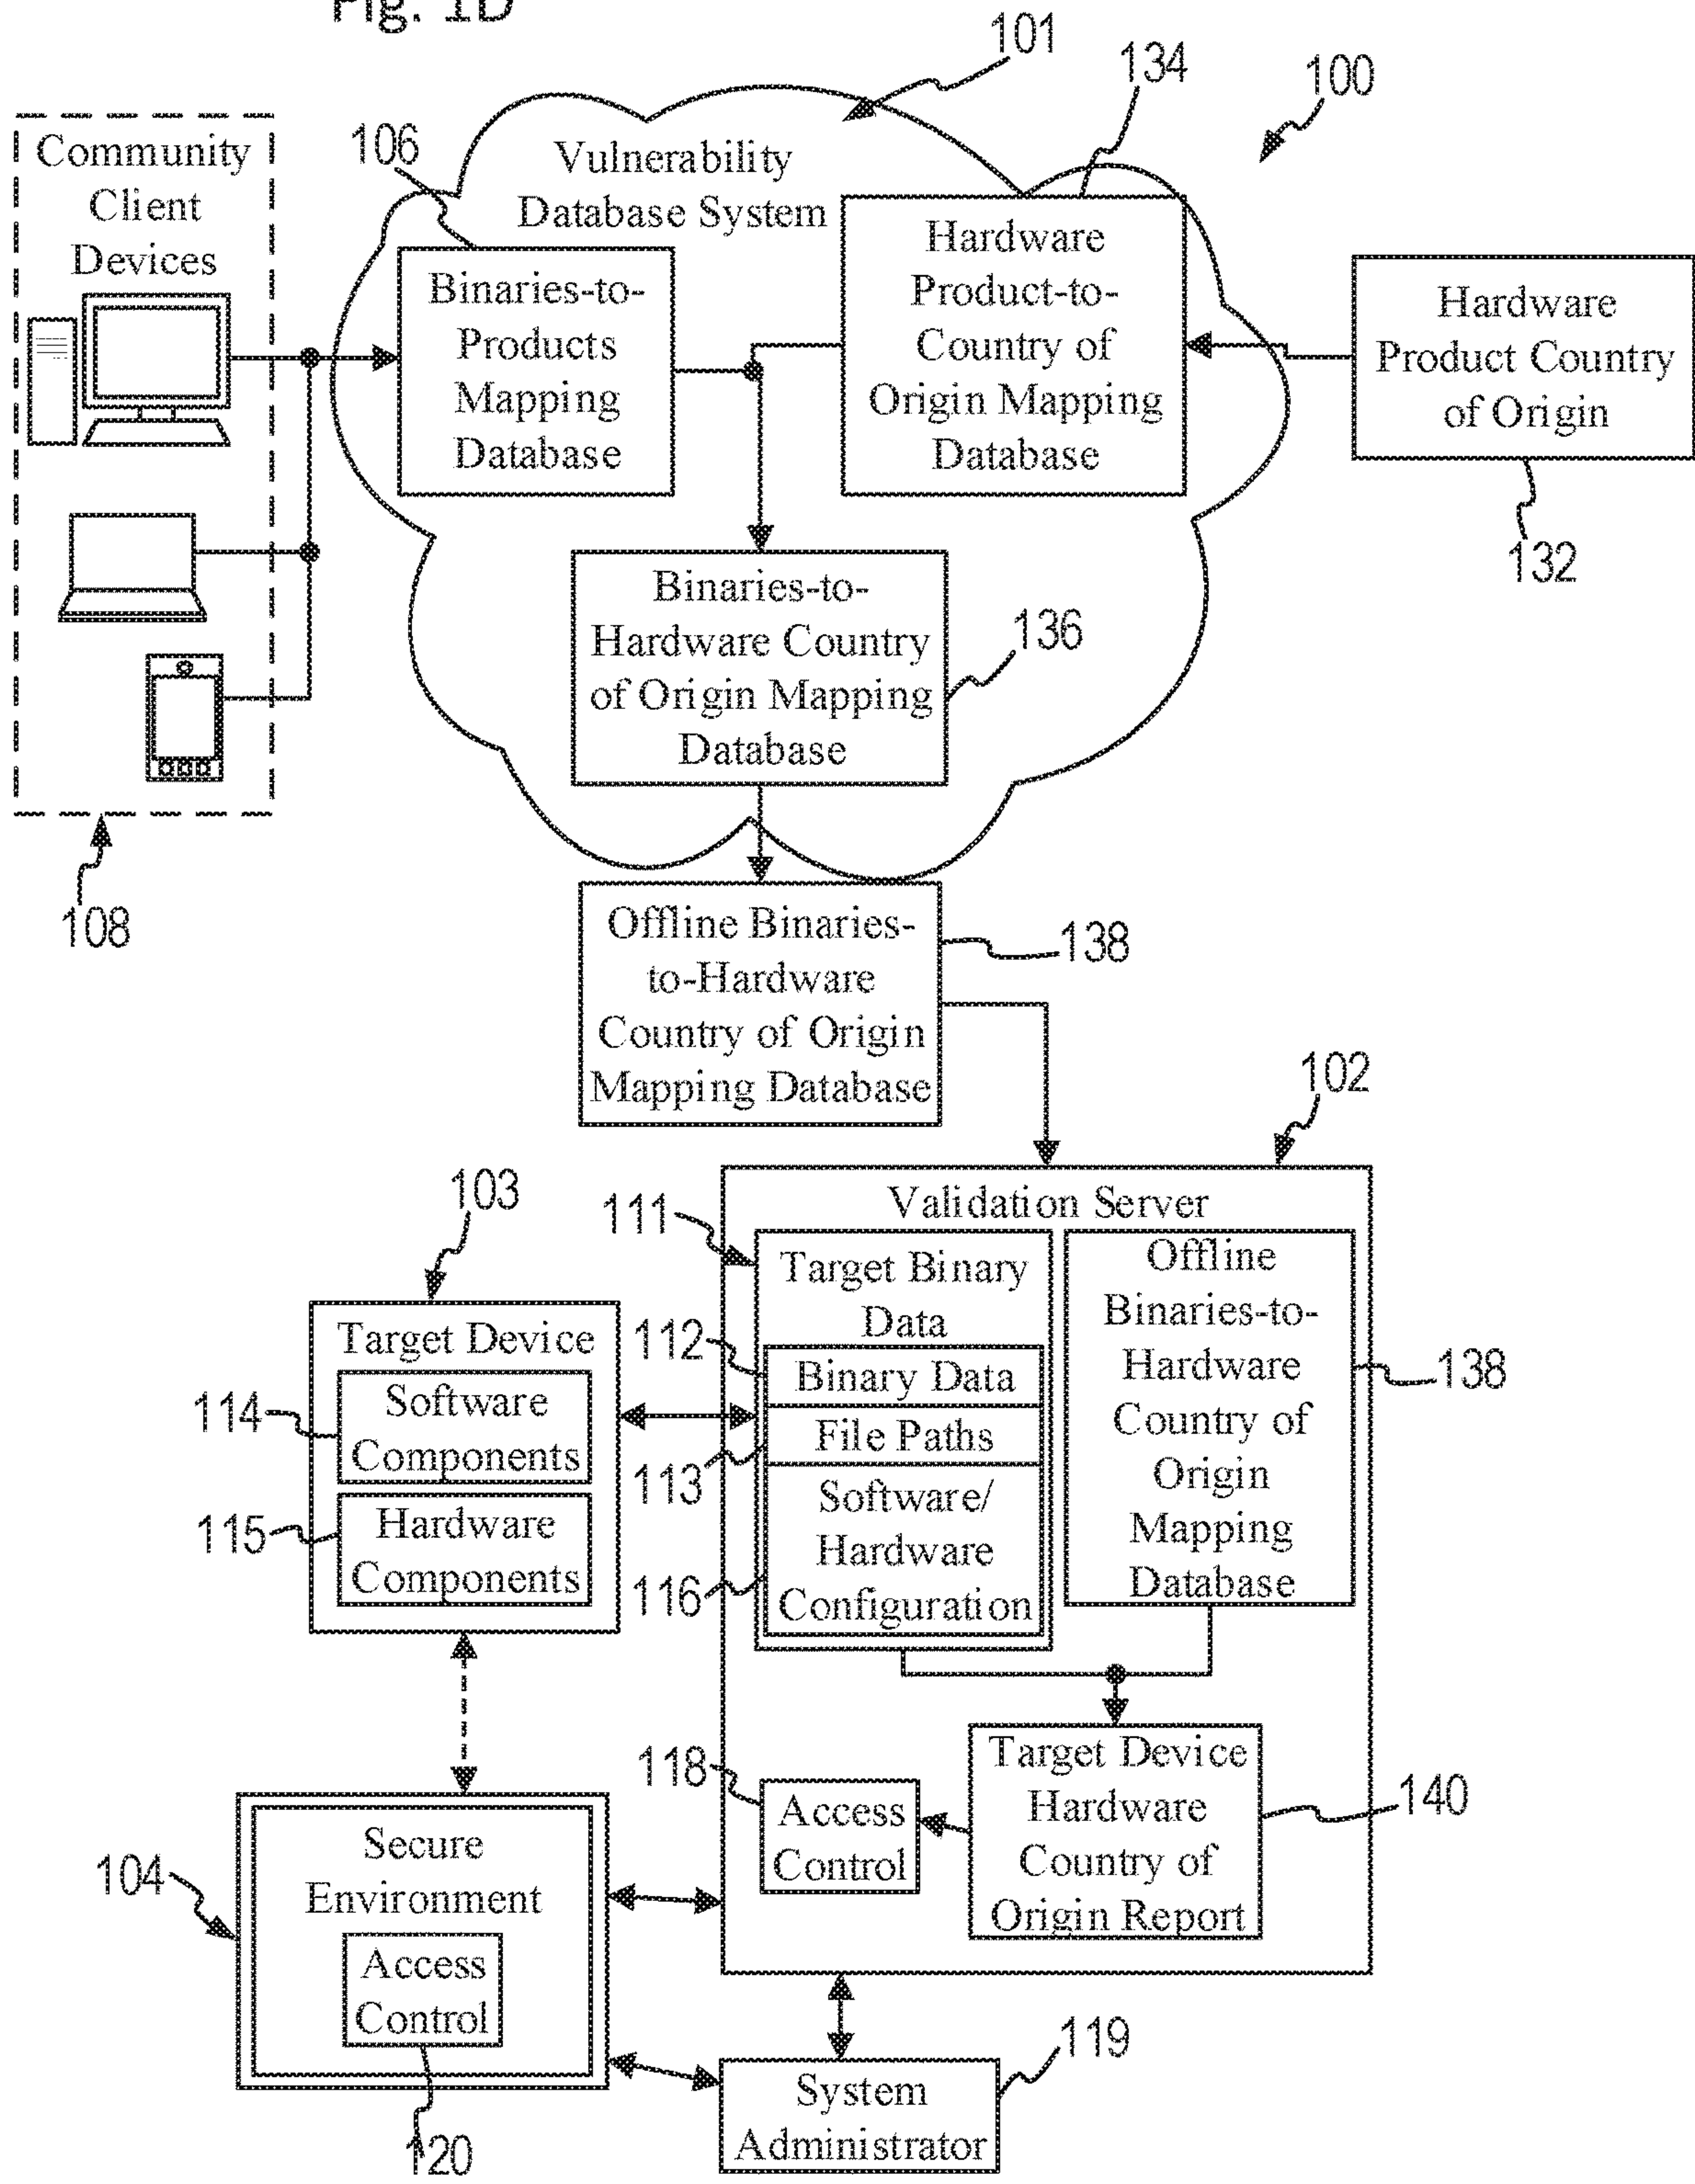 Fig. 1D
101
134
100
Community
Client
Devices
106
Vulnerability
Database System
Binaries-to-
Products
Mapping
Database
Hardware
Product-to-
Country of
Origin Mapping
Database
Hardware
Product Country
of Origin
132
Binaries-to-
Hardware Country
of Origin Mapping
Database
136
108
Offline Binaries-
to-Hardware
Country of Origin
Mapping Database
138
102
103
111
Validation Server
Target Device
Software
Components
Hardware
Components
114
115
Target Binary
Data
112
Binary Data
File Paths
113
Software/
Hardware
Configuration
116
Offline
Binaries-to-
Hardware
Country of
Origin
Mapping
Database
138
118
Access
Control
Target Device
Hardware
Country of
Origin Report
140
104
Secure
Environment
Access
Control
120
System
Administrator
119